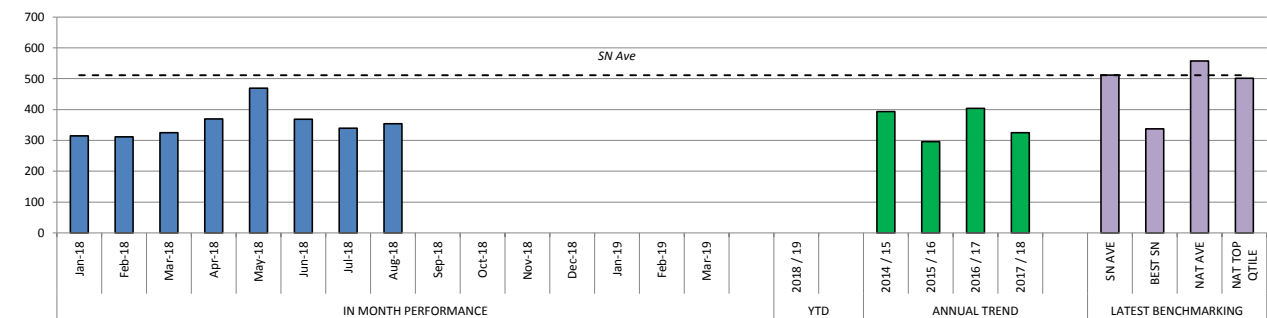 700
600
500
400
300
200
100
0
SN Ave
Jan-18
Feb-18
Mar-18
Apr-18
May-18
Jun-18
Jul-18
Aug-18
Sep-18
Oct-18
Nov-18
Dec-18
Jan-19
Feb-19
Mar-19
2018 / 19
2014 / 15
2015 / 16
2016 / 17
2017 / 18
SN AVE
BEST SN
NAT AVE
NAT TOP
QTILE
IN MONTH PERFORMANCE
YTD
ANNUAL TREND
LATEST BENCHMARKING